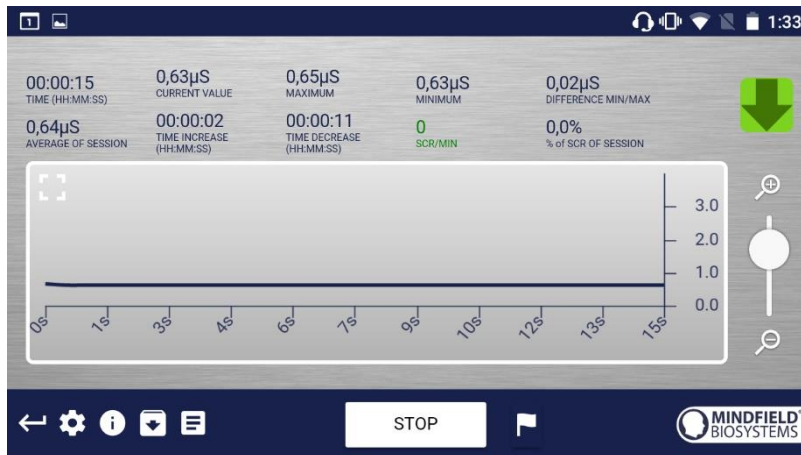 1
1:33
00:00:15
TIME (HH:MM:SS)
0,63µS
CURRENT VALUE
0,65µS
MAXIMUM
0,63µS
MINIMUM
0,02µS
DIFFERENCE MIN/MAX
0,64µS
AVERAGE OF SESSION
00:00:02
TIME INCREASE
(HH:MM:SS)
00:00:11
TIME DECREASE
(HH:MM:SS)
0
SCR/MIN
0,0%
% of SCR OF SESSION
3.0
2.0
1.0
0.0
0s 1s 3s 4s 6s 7s 9s 10s 12s 13s 15s
STOP
MINDFIELD®
BIOSYSTEMS